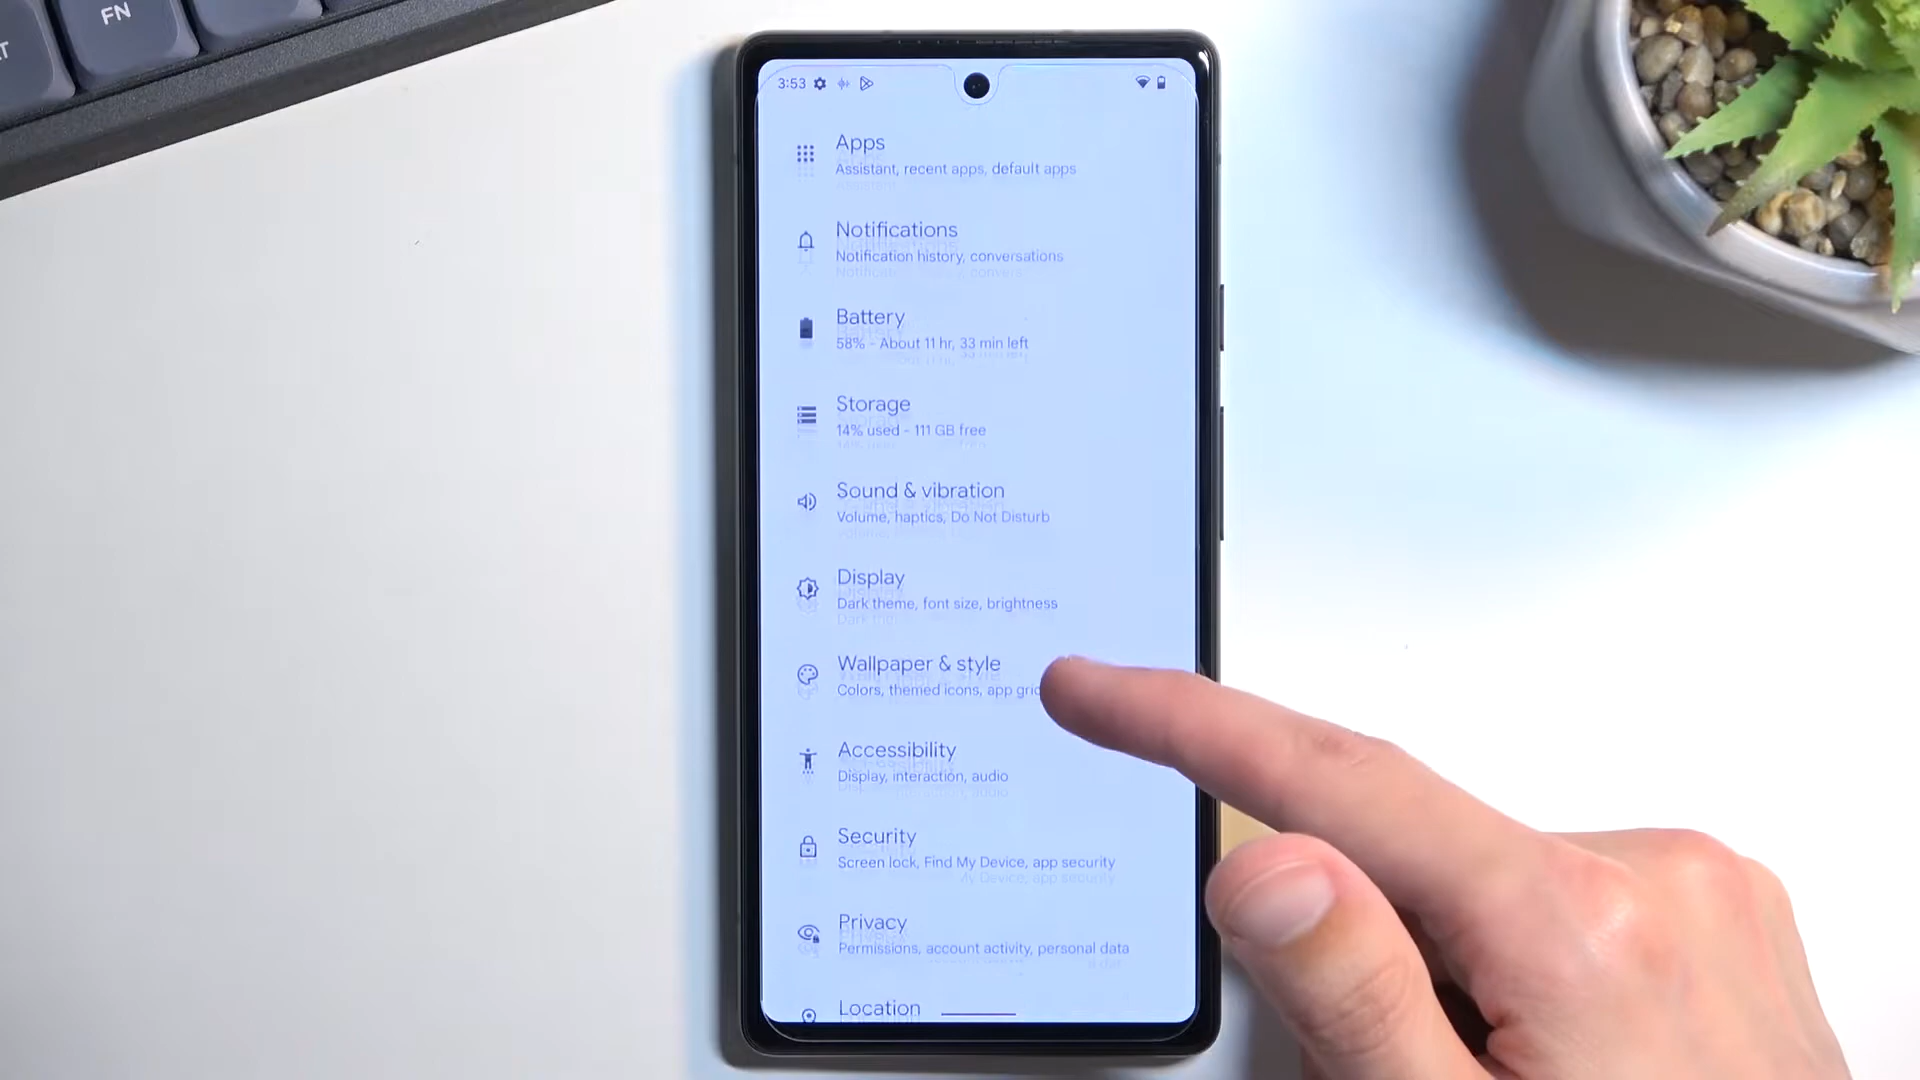 FN
3:53
Apps
Assistant, recent apps, default apps
Notifications
Notification history, conversations
Battery
58% - About 11 hr, 33 min left
Storage
14% used - 111 GB free
Sound & vibration
Volume, haptics, Do Not Disturb
Display
Dark theme, font size, brightness
Wallpaper & style
Colors, themed icons, app grid
Accessibility
Display, interaction, audio
Security
Screen lock, Find My Device, app security
Privacy
Permissions, account activity, personal data
Location